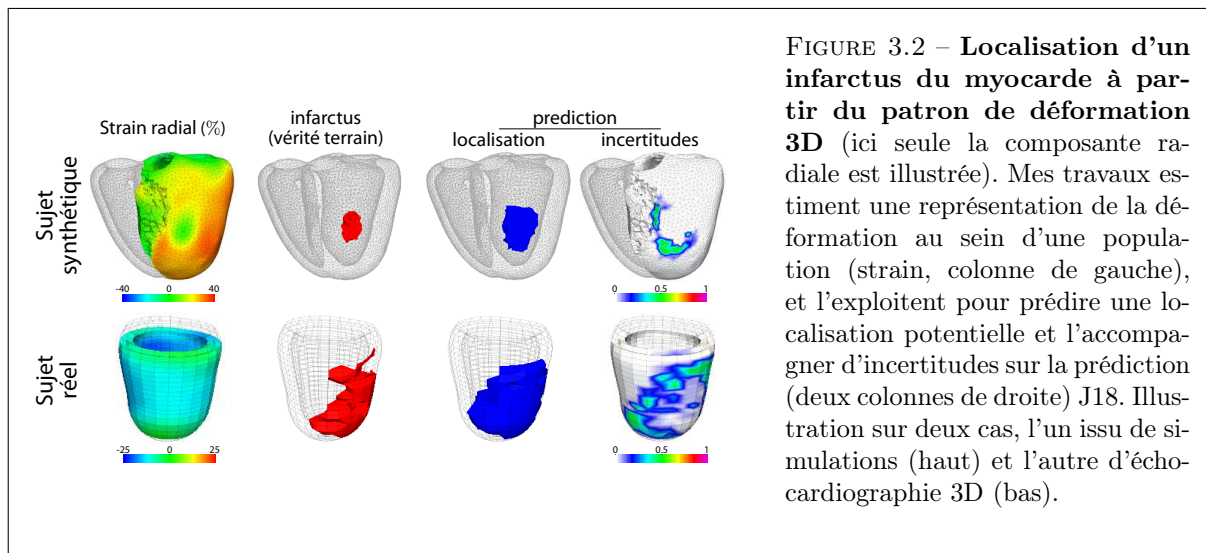 Strain radial (%)
infarctus
(vérité terrain)
prediction
localisation
incertitudes
Sujet
synthétique
-40 0 40
0 0.5 1
Sujet
réel
-25 0 25
0 0.5 1
FIGURE 3.2 – Localisation d'un
infarctus du myocarde à par-
tir du patron de déformation
3D (ici seule la composante ra-
diale est illustrée). Mes travaux es-
timent une représentation de la dé-
formation au sein d'une popula-
tion (strain, colonne de gauche),
et l'exploitent pour prédire une lo-
calisation potentielle et l'accompa-
gner d'incertitudes sur la prédiction
(deux colonnes de droite) J18. Illus-
tration sur deux cas, l'un issu de si-
mulations (haut) et l'autre d'écho-
cardiographie 3D (bas).